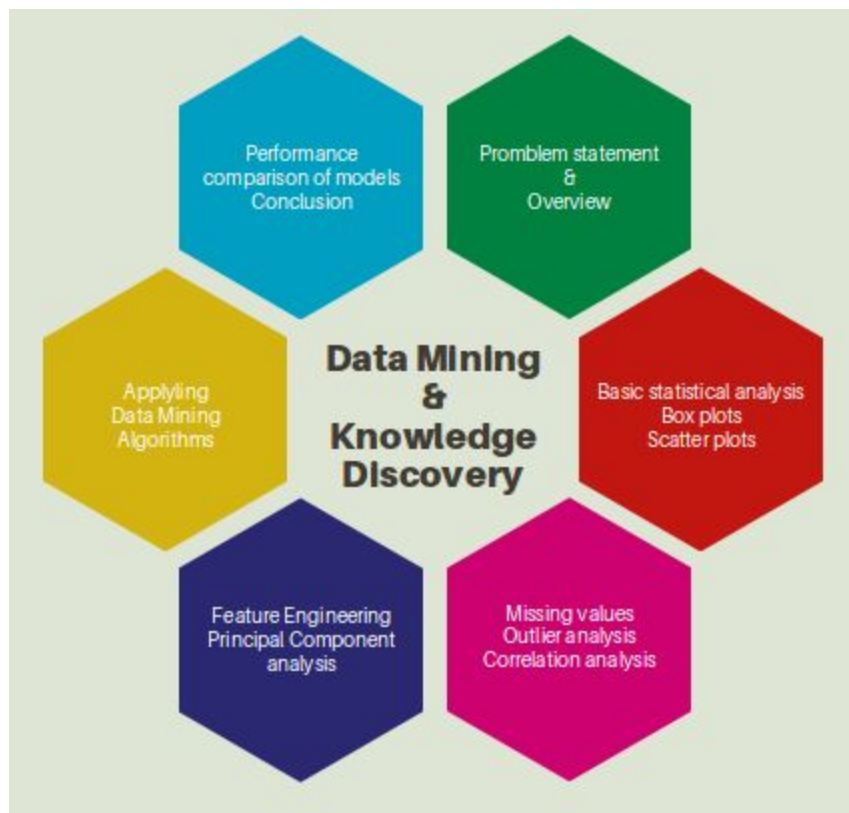 Performance
comparison of models
Conclusion
Promblem statement
&
Overview
Applyling
Data Mining
Algorithms
Data Mining
&
Knowledge
Discovery
Basic statistical analysis
Box plots
Scatter plots
Feature Engineering
Principal Component
analysis
Missing values
Outlier analysis
Correlation analysis